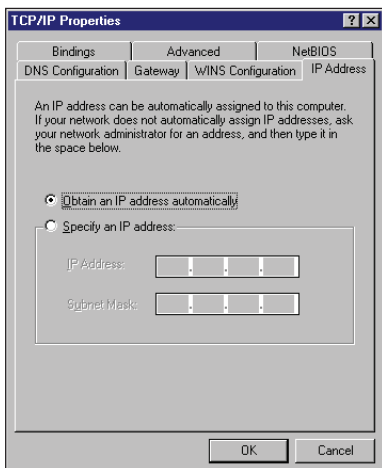 TCP/IP Properties
Bindings Advanced NetBIOS
DNS Configuration Gateway WINS Configuration IP Address
An IP address can be automatically assigned to this computer.
If your network does not automatically assign IP addresses, ask
your network administrator for an address, and then type it in
the space below.
Obtain an IP address automatically
Specify an IP address:
IP Address:
Subnet Mask:
OK Cancel